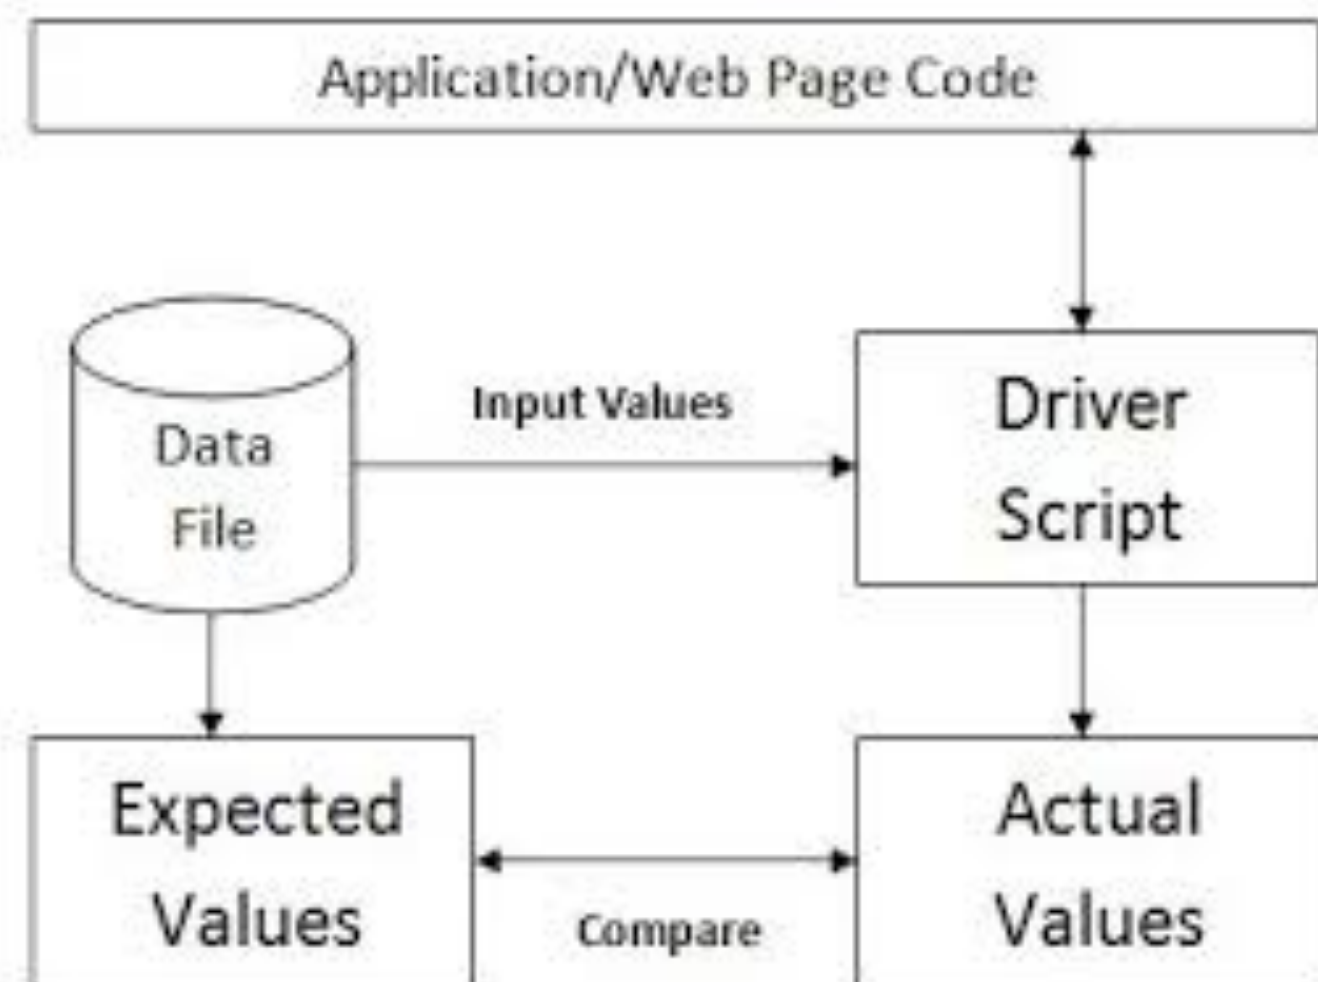 Application/Web Page Code
Input Values
Data
File
Driver
Script
Expected
Values
Compare
Actual
Values